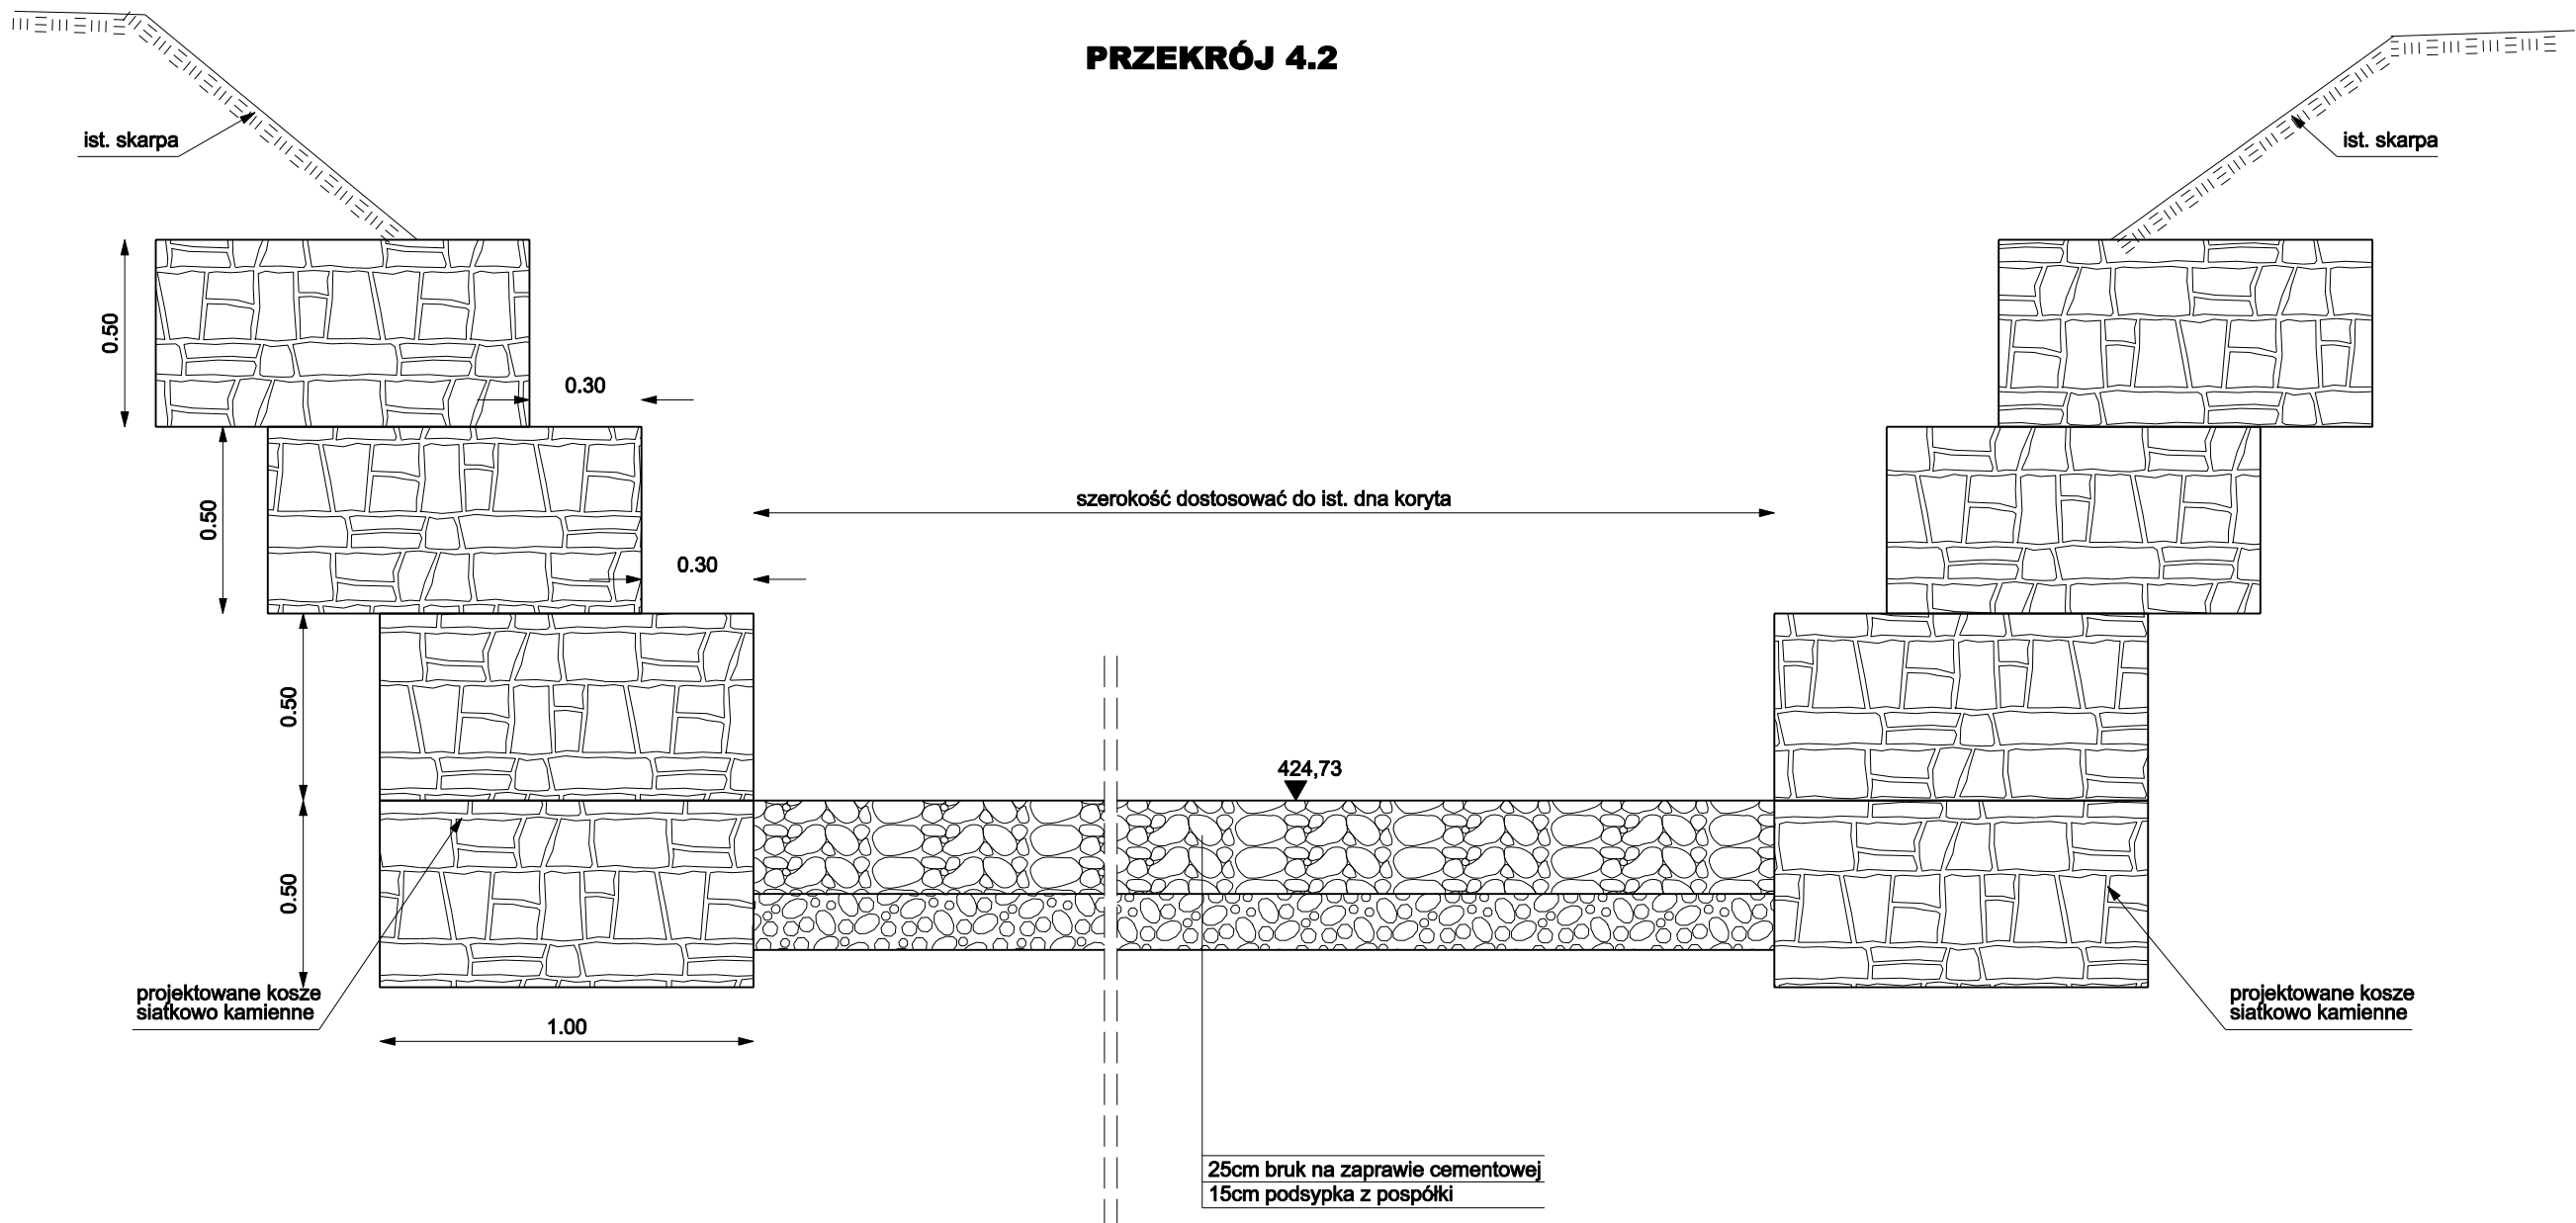 PRZEKRÓJ 4.2
ist. skarpa
ist. skarpa
0.50
0.30
0.50
szerokość dostosować do ist. dna koryta
0.30
0.50
424,73
0.50
projektowane kosze
siatkowo kamienne
projektowane kosze
siatkowo kamienne
1.00
25cm bruk na zaprawie cementowej
15cm podsypka z pospółki